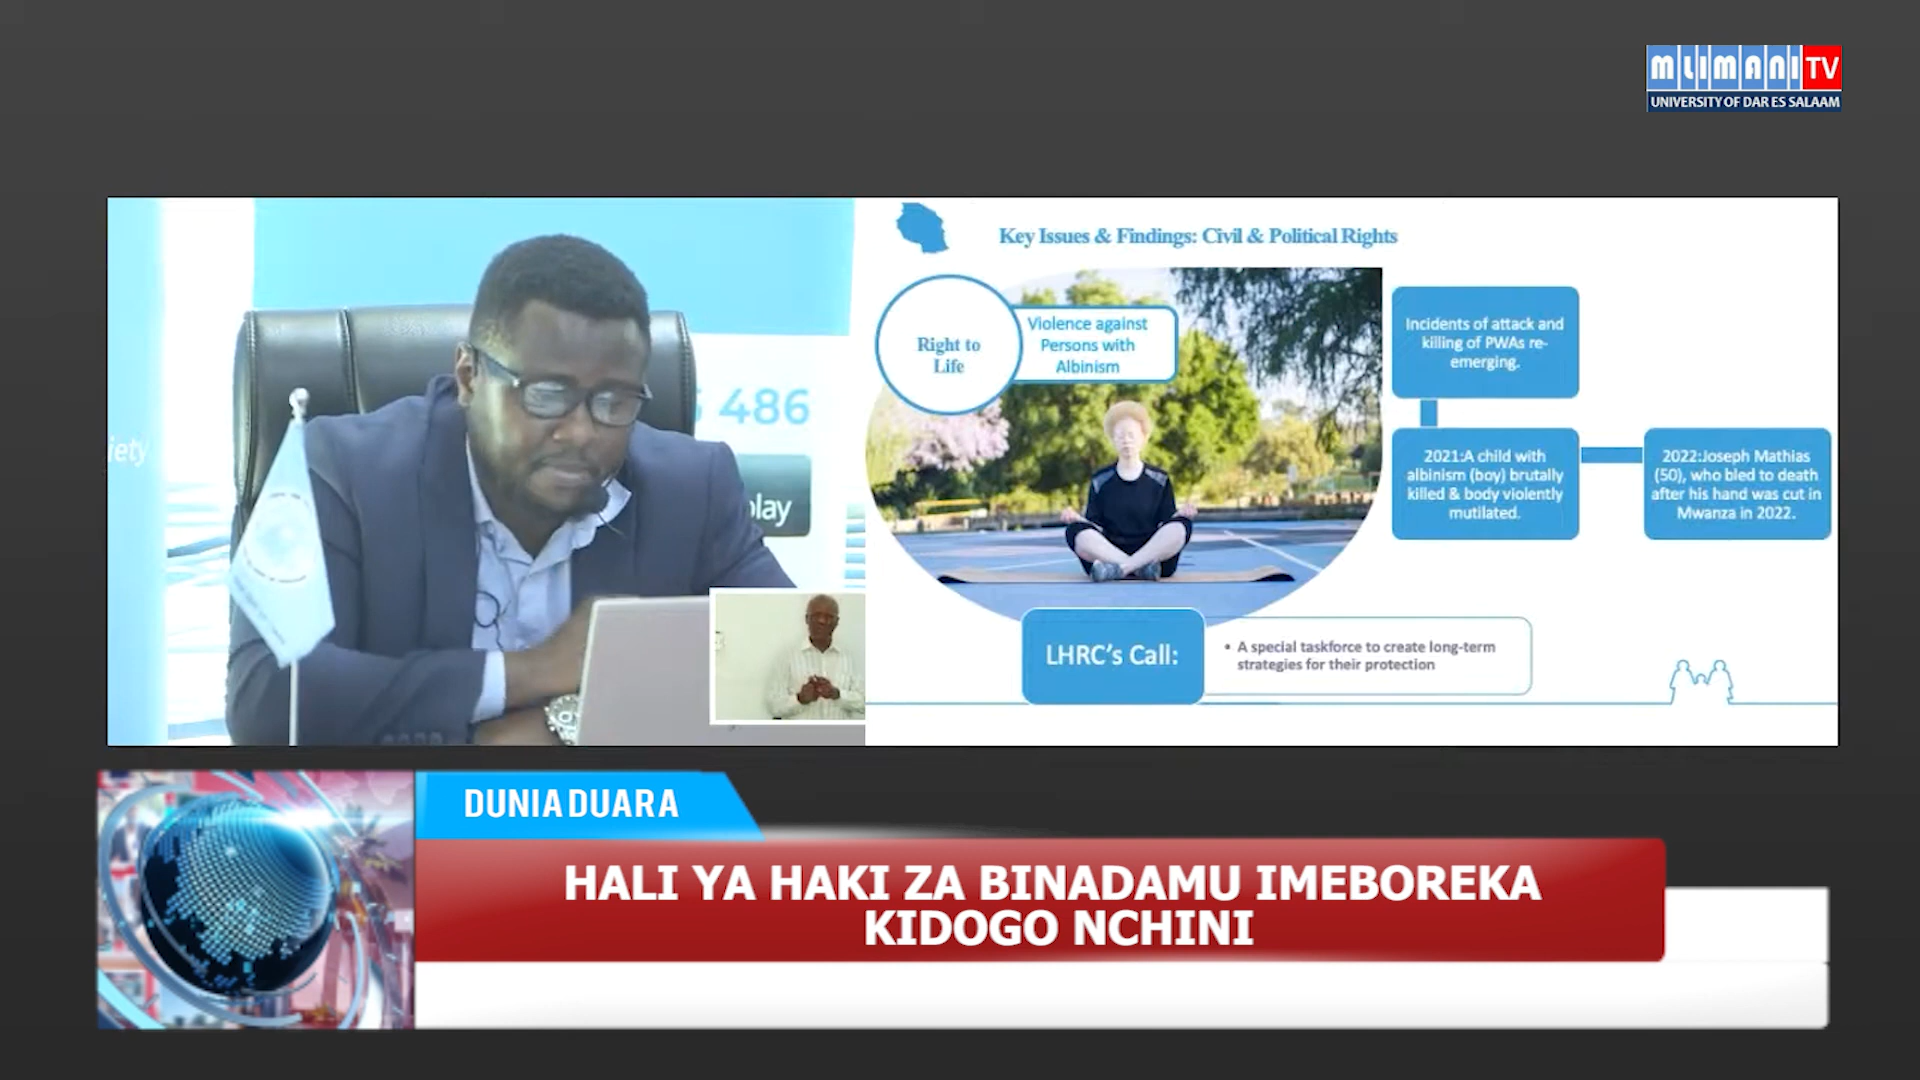 MLIMANI TV
UNIVERSITY OF DAR ES SALAAM
Key Issues & Findings: Civil & Political Rights
Right to
Life
Violence against
Persons with
Albinism
Incidents of attack and
killing of PWAs re-
emerging.
2021:A child with
albinism (boy) brutally
killed & body violently
mutilated.
2022:Joseph Mathias
(50), who bled to death
after his hand was cut in
Mwanza in 2022.
LHRC's Call:
• A special taskforce to create long-term
strategies for their protection
486
DUNIA DUARA
HALI YA HAKI ZA BINADAMU IMEBOREKA
KIDOGO NCHINI